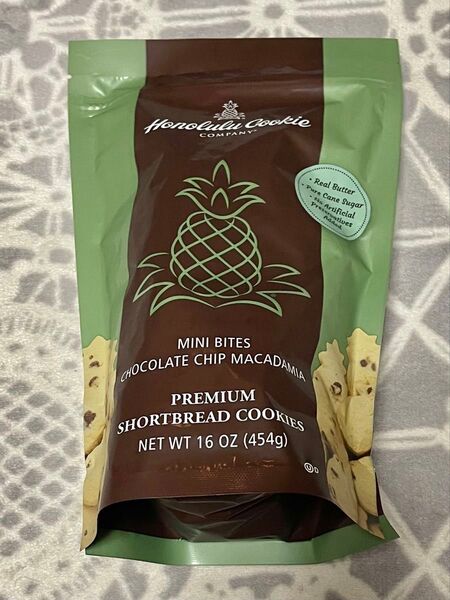 Honolulu Cookie
COMPANY®
• Real Butter
• Pure Cane Sugar
• No Artificial
Preservatives
Added
MINI BITES
CHOCOLATE CHIP MACADAMIA
PREMIUM
SHORTBREAD COOKIES
NET WT 16 OZ (454g)
U D